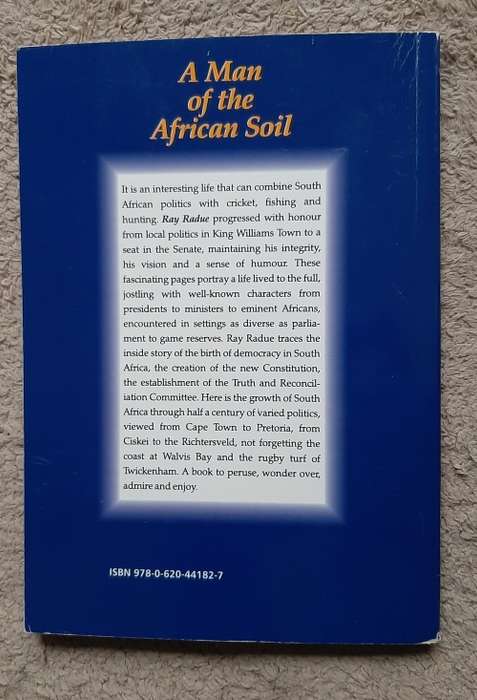 A Man
of the
African Soil
It is an interesting life that can combine South
African politics with cricket, fishing and
hunting. Ray Radue progressed with honour
from local politics in King Williams Town to a
seat in the Senate, maintaining his integrity,
his vision and a sense of humour. These
fascinating pages portray a life lived to the full,
jostling with well-known characters from
presidents to ministers to eminent Africans,
encountered in settings as diverse as parlia-
ment to game reserves. Ray Radue traces the
inside story of the birth of democracy in South
Africa, the creation of the new Constitution,
the establishment of the Truth and Reconcil-
iation Committee. Here is the growth of South
Africa through half a century of varied politics,
viewed from Cape Town to Pretoria, from
Ciskei to the Richtersveld, not forgetting the
coast at Walvis Bay and the rugby turf of
Twickenham. A book to peruse, wonder over,
admire and enjoy.
ISBN 978-0-620-44182-7